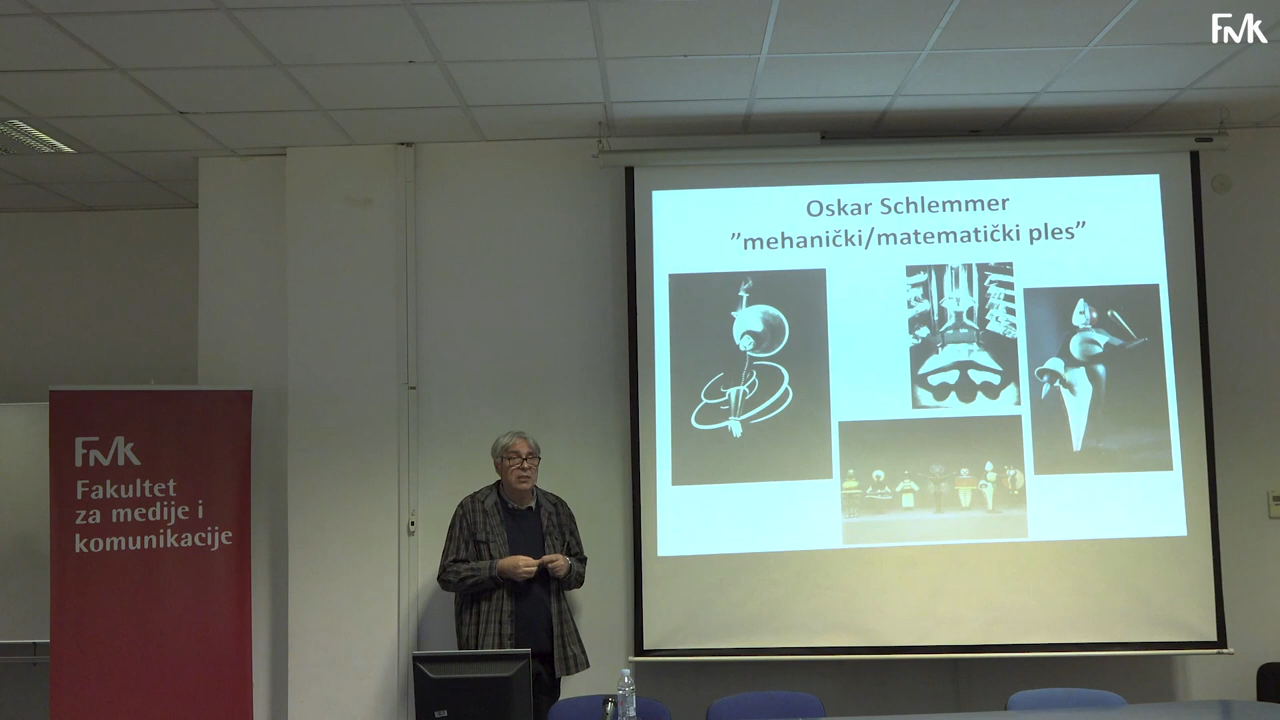 FMK
Oskar Schlemmer
”mehanički/matematički ples”
FMK
Fakultet
za medije i
komunikacije